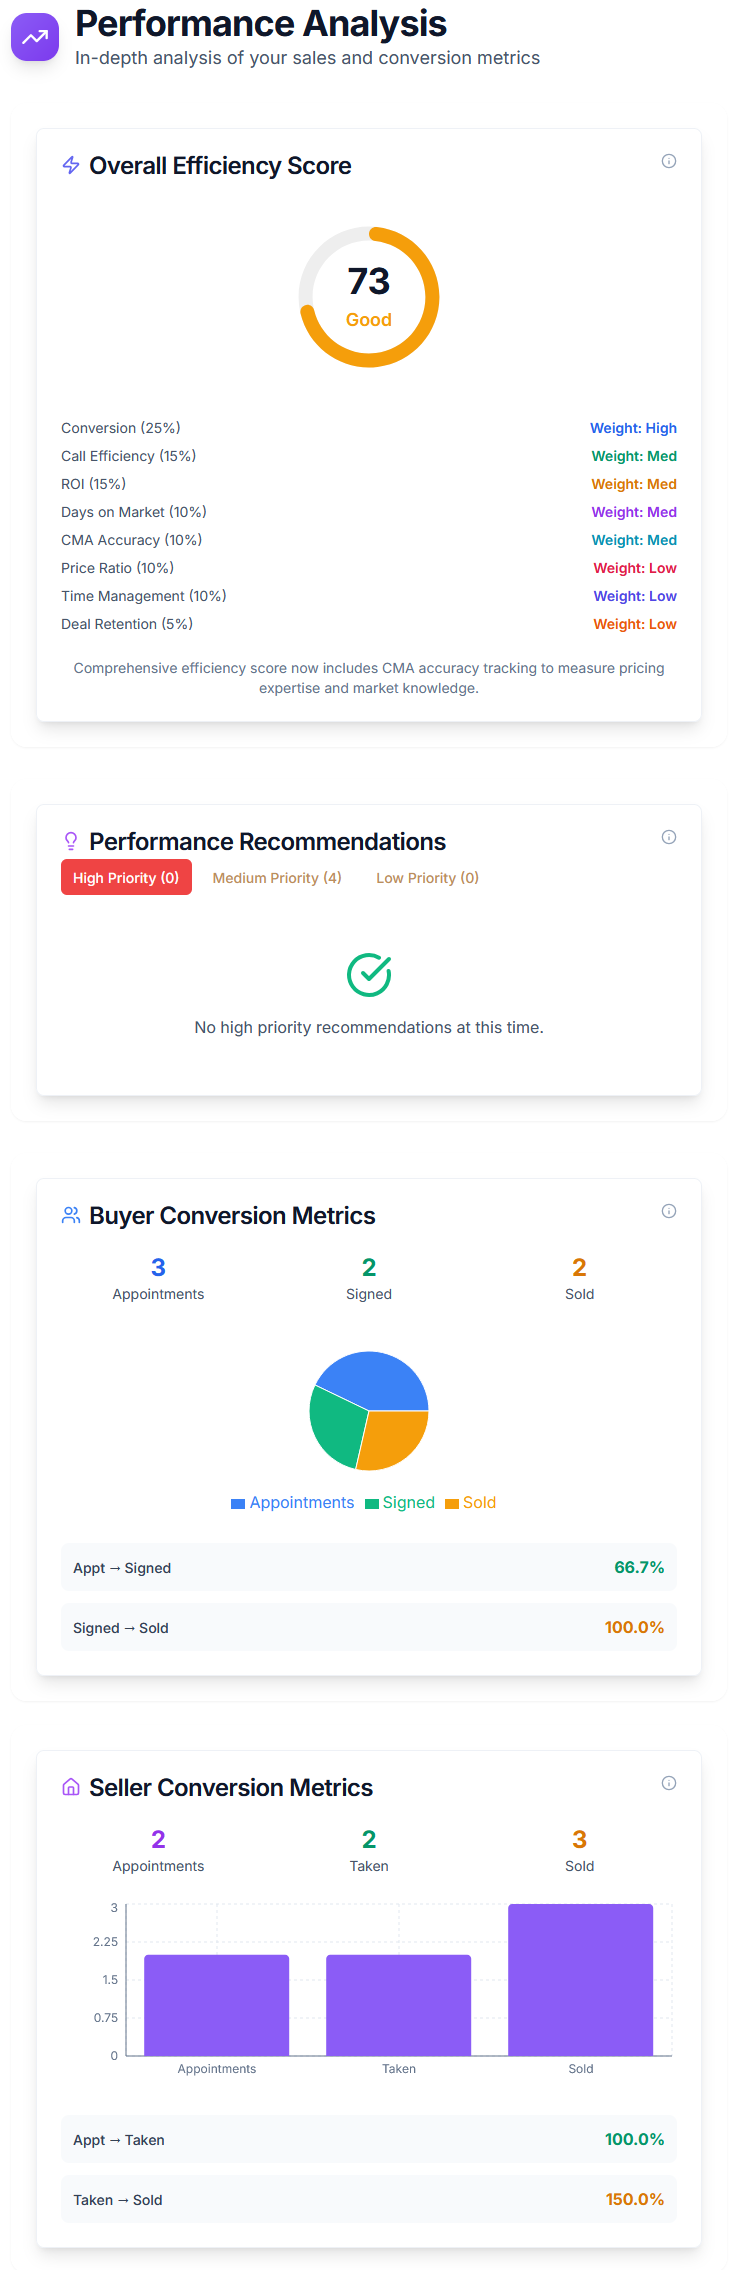 Performance Analysis
In-depth analysis of your sales and conversion metrics
Overall Efficiency Score
73
Good
Conversion (25%) Weight: High
Call Efficiency (15%) Weight: Med
ROI (15%) Weight: Med
Days on Market (10%) Weight: Med
CMA Accuracy (10%) Weight: Med
Price Ratio (10%) Weight: Low
Time Management (10%) Weight: Low
Deal Retention (5%) Weight: Low
Comprehensive efficiency score now includes CMA accuracy tracking to measure pricing
expertise and market knowledge.
Performance Recommendations
High Priority (0) Medium Priority (4) Low Priority (0)
No high priority recommendations at this time.
Buyer Conversion Metrics
3 2 2
Appointments Signed Sold
Appointments Signed Sold
Appt → Signed 66.7%
Signed → Sold 100.0%
Seller Conversion Metrics
2 2 3
Appointments Taken Sold
3
2.25
1.5
0.75
0
Appointments Taken Sold
Appt → Taken 100.0%
Taken → Sold 150.0%